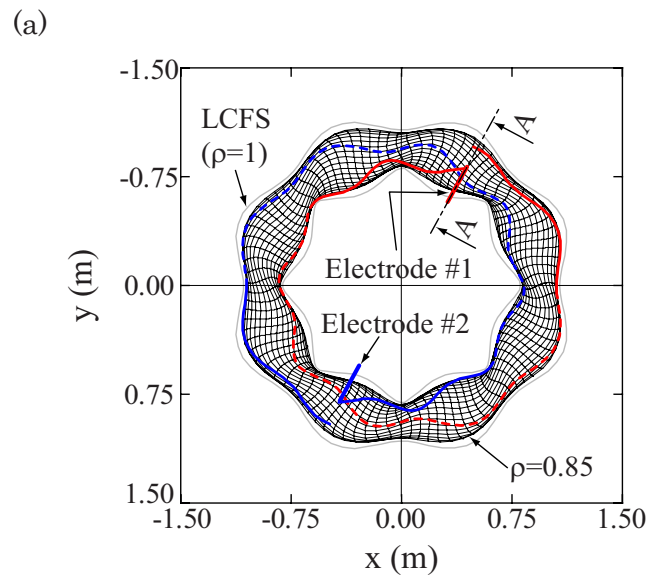 (a)
-1.50
LCFS
(ρ=1)
A
-0.75
A
y (m)
0.00
Electrode #1
Electrode #2
0.75
ρ=0.85
1.50
-1.50 -0.75 0.00 0.75 1.50
x (m)